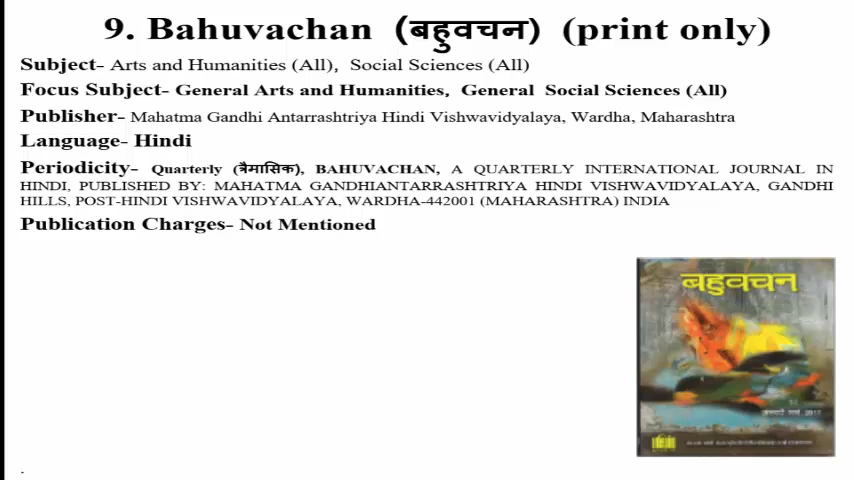 9. Bahuvachan (बहुवचन) (print only)
Subject- Arts and Humanities (All), Social Sciences (All)
Focus Subject- General Arts and Humanities, General Social Sciences (All)
Publisher- Mahatma Gandhi Antarrashtriya Hindi Vishwavidyalaya, Wardha, Maharashtra
Language- Hindi
Periodicity- Quarterly (त्रैमासिक), BAHUVACHAN, A QUARTERLY INTERNATIONAL JOURNAL IN
HINDI, PUBLISHED BY: MAHATMA GANDHIANTARRASHTRIYA HINDI VISHWAVIDYALAYA, GANDHI
HILLS, POST-HINDI VISHWAVIDYALAYA, WARDHA-442001 (MAHARASHTRA) INDIA
Publication Charges- Not Mentioned
बहुवचन